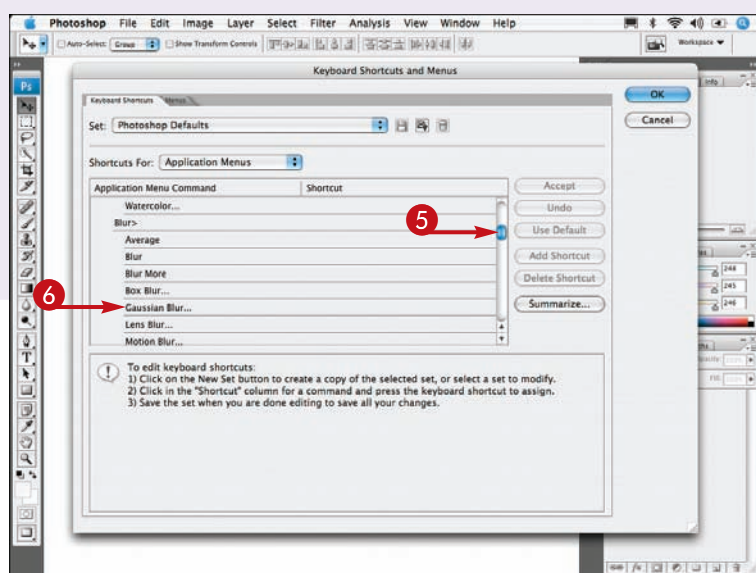 Photoshop File Edit Image Layer Select Filter Analysis View Window Help
Auto-Select: Group Show Transform Controls Workspace
Keyboard Shortcuts and Menus
Ps
Info
Keyboard Shortcuts Menus
OK
Set: Photoshop Defaults
Cancel
Shortcuts For: Application Menus
Application Menu Command Shortcut
Accept
Watercolor...
Undo
Blur>
5
Use Default
Average
Blur
Add Shortcut
Blur More
Delete Shortcut
248
Box Blur...
245
6
Gaussian Blur...
Summarize...
246
Lens Blur...
Motion Blur...
To edit keyboard shortcuts:
1) Click on the New Set button to create a copy of the selected set, or select a set to modify.
2) Click in the "Shortcut" column for a command and press the keyboard shortcut to assign.
3) Save the set when you are done editing to save all your changes.
Fill:
T
fx